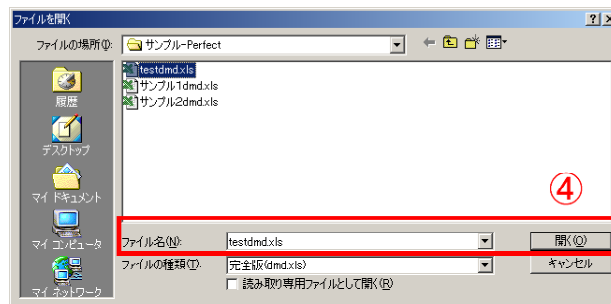 ファイルを開く
ファイルの場所(I):
サンプル-Perfect
履歴
デスクトップ
マイ ドキュメント
マイ コンピュータ
マイ ネットワーク
testdmd.xls
サンプル1dmd.xls
サンプル2dmd.xls
④
ファイル名(N):
testdmd.xls
開く(O)
ファイルの種類(T):
完全版(dmd.xls)
キャンセル
読み取り専用ファイルとして開く(R)